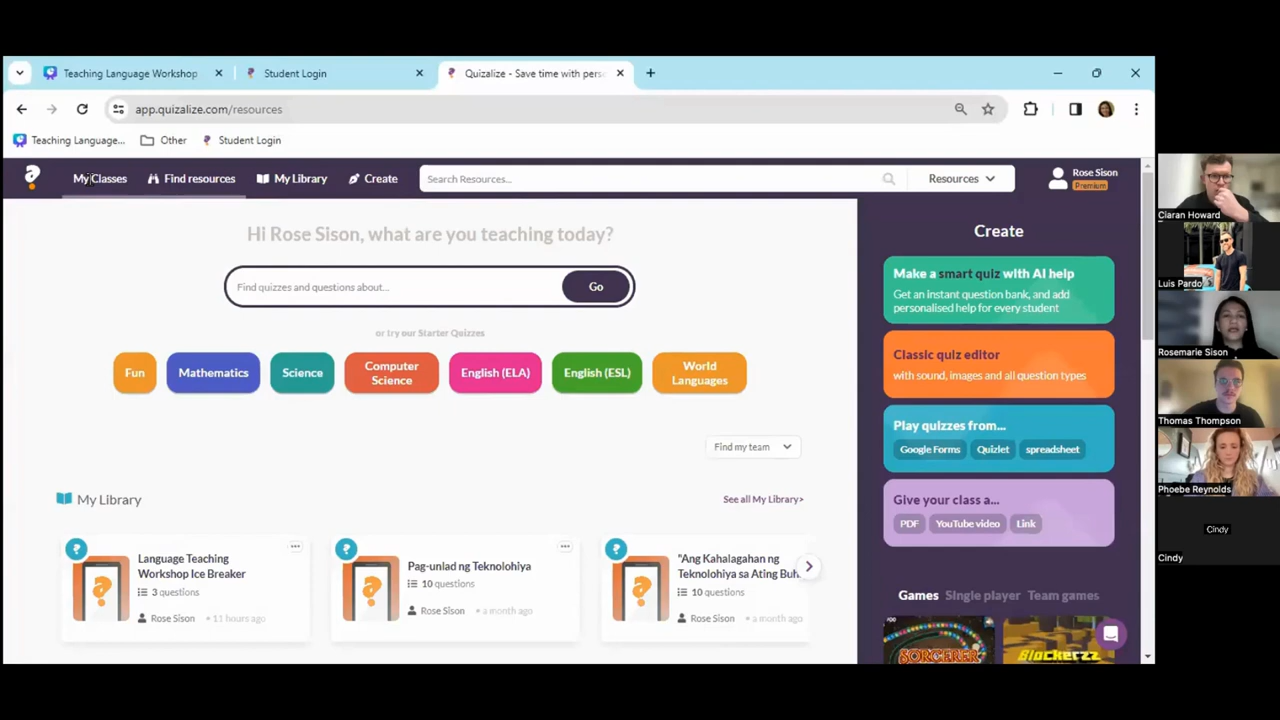 Teaching Language Workshop
Student Login
Quizalize - Save time with pers
app.quizalize.com/resources
Teaching Language...
Other
Student Login
My Classes
Find resources
My Library
Create
Search Resources...
Resources
Rose Sison
Premium
Hi Rose Sison, what are you teaching today?
Find quizzes and questions about...
Go
or try our Starter Quizzes
Fun
Mathematics
Science
Computer
Science
English (ELA)
English (ESL)
World
Languages
Find my team
My Library
See all My Library>
Language Teaching
Workshop Ice Breaker
3 questions
Rose Sison
• 11 hours ago
Pag-unlad ng Teknolohiya
10 questions
Rose Sison
• a month ago
"Ang Kahalagahan ng
Teknolohiya sa Ating Buh
10 questions
Rose Sison
• a month ago
Create
Make a smart quiz with AI help
Get an instant question bank, and add
personalised help for every student
Classic quiz editor
with sound, images and all question types
Play quizzes from...
Google Forms
Quizlet
spreadsheet
Give your class a...
PDF
YouTube video
Link
Games
Single player
Team games
SORCERER
Blockerzz
Ciaran Howard
Luis Pardo
Rosemarie Sison
Thomas Thompson
Phoebe Reynolds
Cindy
Cindy